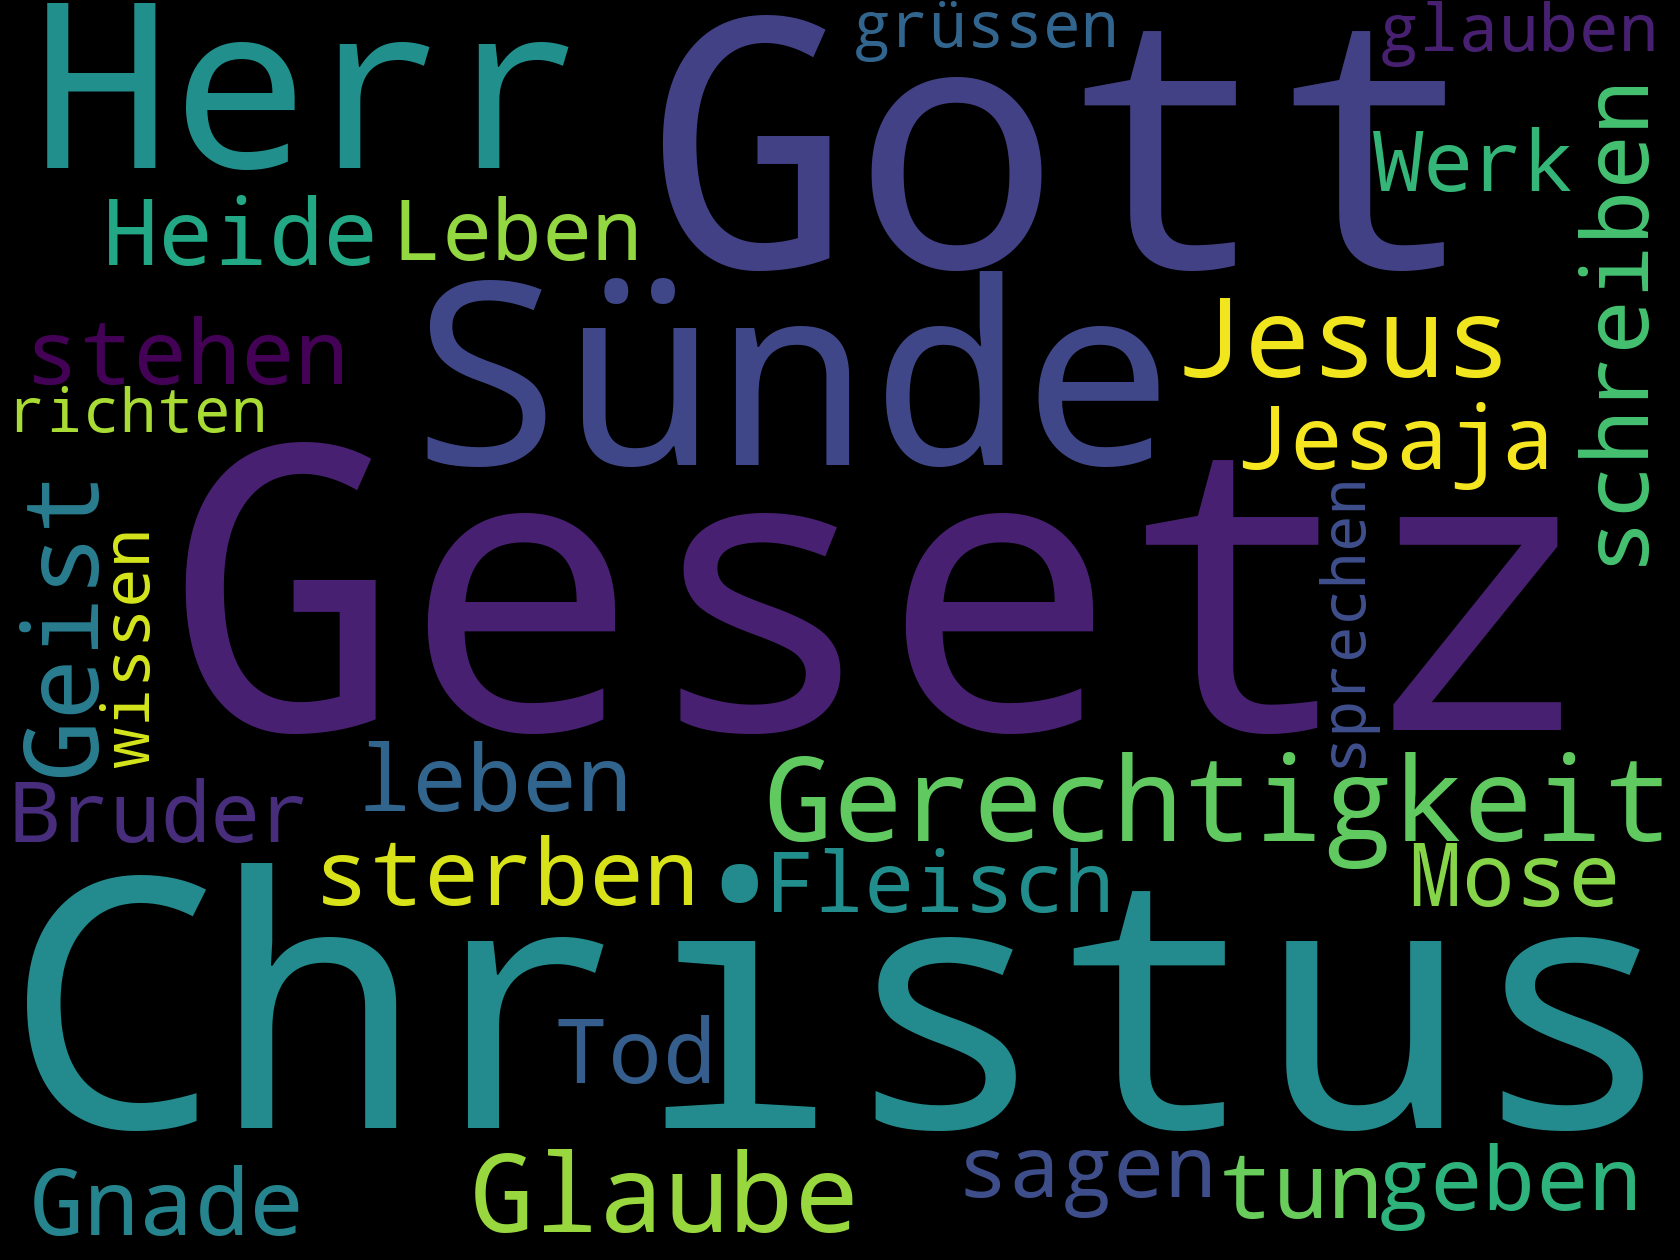 Herr
Gott
grüssen
glauben
Werk
schreiben
Heide
Leben
Sünde
Jesus
Jesaja
stehen
richten
Geist
wissen
Gesetz
sprechen
Bruder
leben
Gerechtigkeit
sterben
Fleisch
Mose
Christus
Tod
Gnade
Glaube
sagen
tun
geben